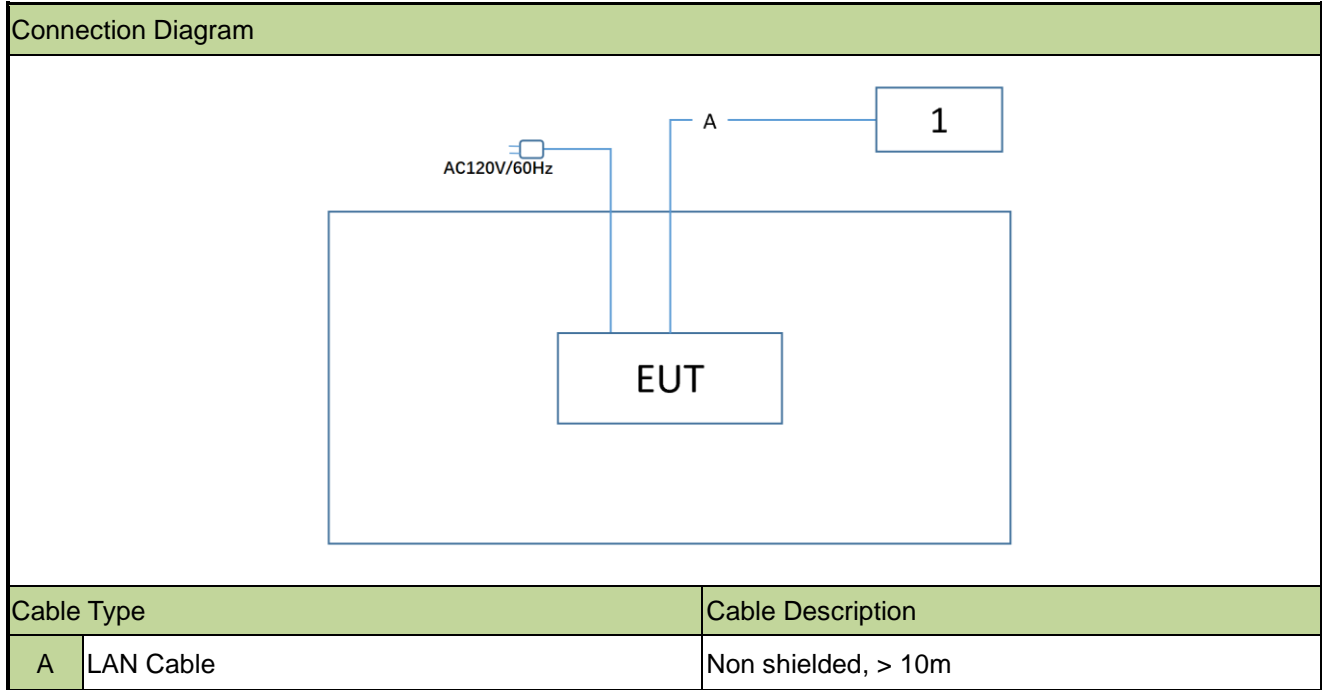 Connection Diagram
A
1
AC120V/60Hz
EUT
Cable Type Cable Description
A LAN Cable Non shielded, > 10m